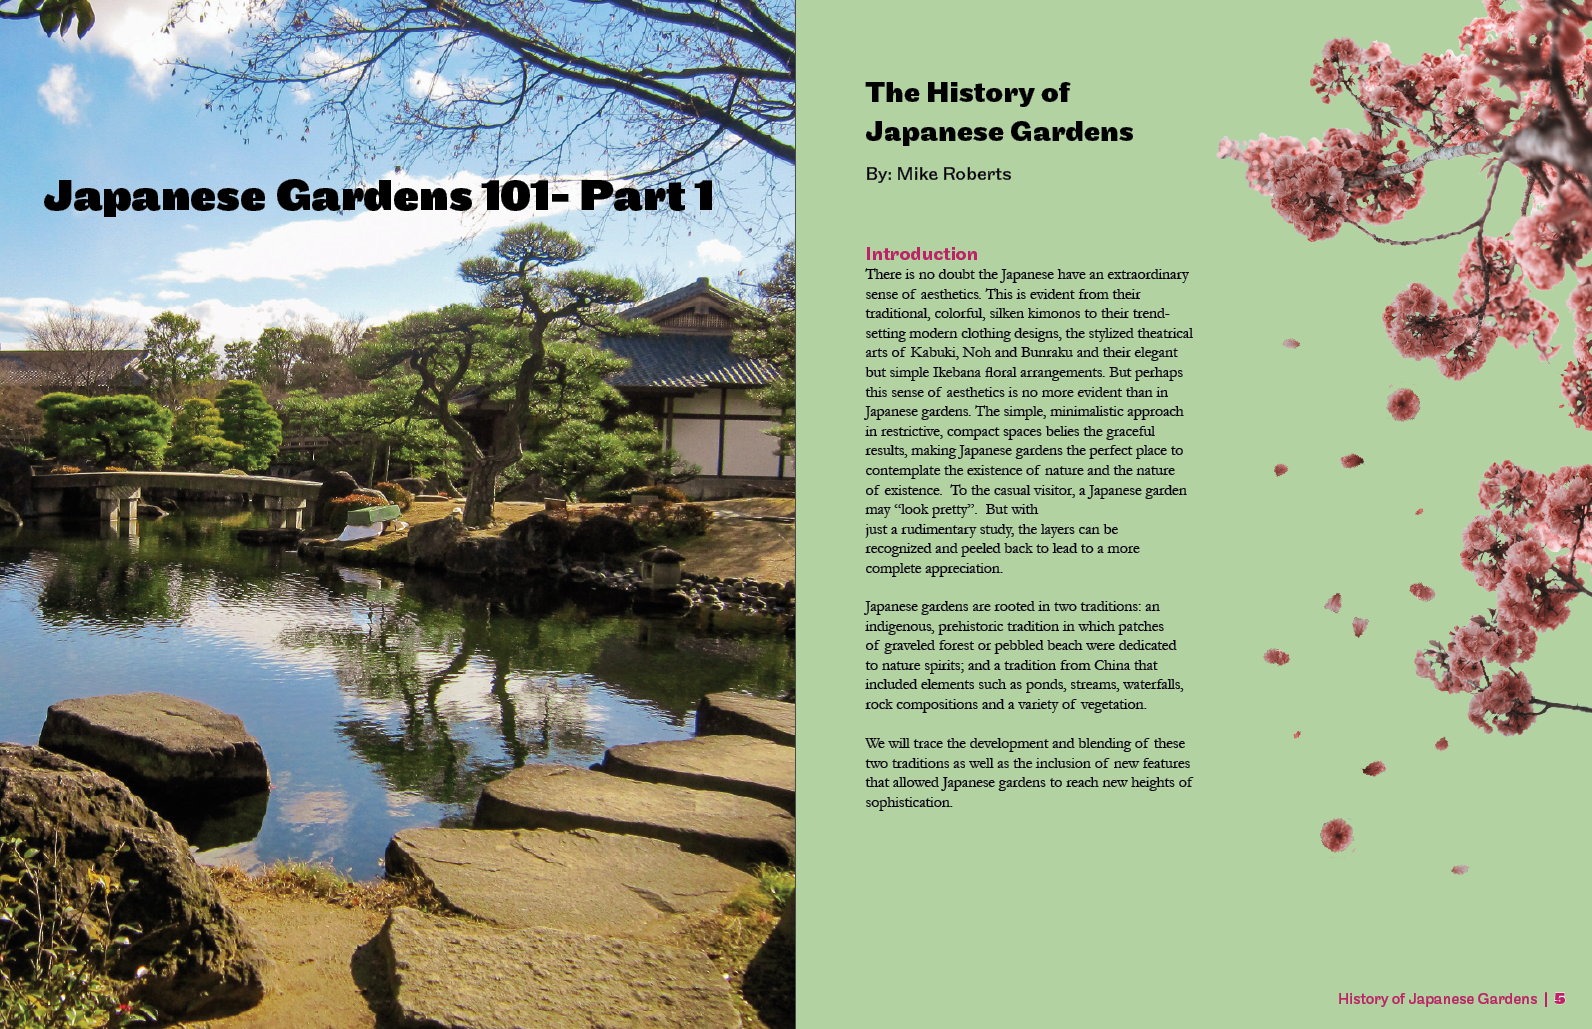 Japanese Gardens 101- Part 1
The History of
Japanese Gardens
By: Mike Roberts
Introduction
There is no doubt the Japanese have an extraordinary
sense of aesthetics. This is evident from their
traditional, colorful, silken kimonos to their trend-
setting modern clothing designs, the stylized theatrical
arts of Kabuki, Noh and Bunraku and their elegant
but simple Ikebana floral arrangements. But perhaps
this sense of aesthetics is no more evident than in
Japanese gardens. The simple, minimalistic approach
in restrictive, compact spaces belies the graceful
results, making Japanese gardens the perfect place to
contemplate the existence of nature and the nature
of existence.  To the casual visitor, a Japanese garden
may “look pretty”.  But with
just a rudimentary study, the layers can be
recognized and peeled back to lead to a more
complete appreciation.
Japanese gardens are rooted in two traditions: an
indigenous, prehistoric tradition in which patches
of graveled forest or pebbled beach were dedicated
to nature spirits; and a tradition from China that
included elements such as ponds, streams, waterfalls,
rock compositions and a variety of vegetation.
We will trace the development and blending of these
two traditions as well as the inclusion of new features
that allowed Japanese gardens to reach new heights of
sophistication.
History of Japanese Gardens | 5